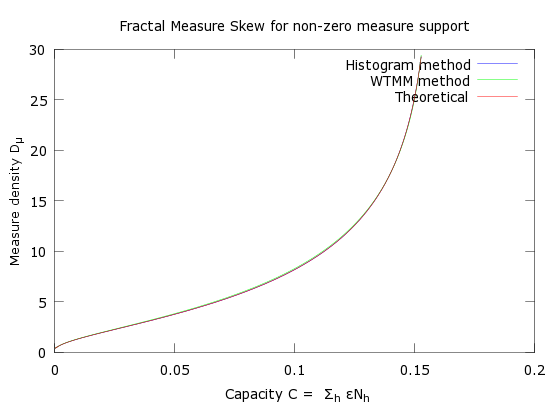 Fractal Measure Skew for non-zero measure support
Histogram method
WTMM method
Theoretical
Measure density Dμ
30
25
20
15
10
5
0
0 0.05 0.1 0.15 0.2
Capacity C = Σh εNh